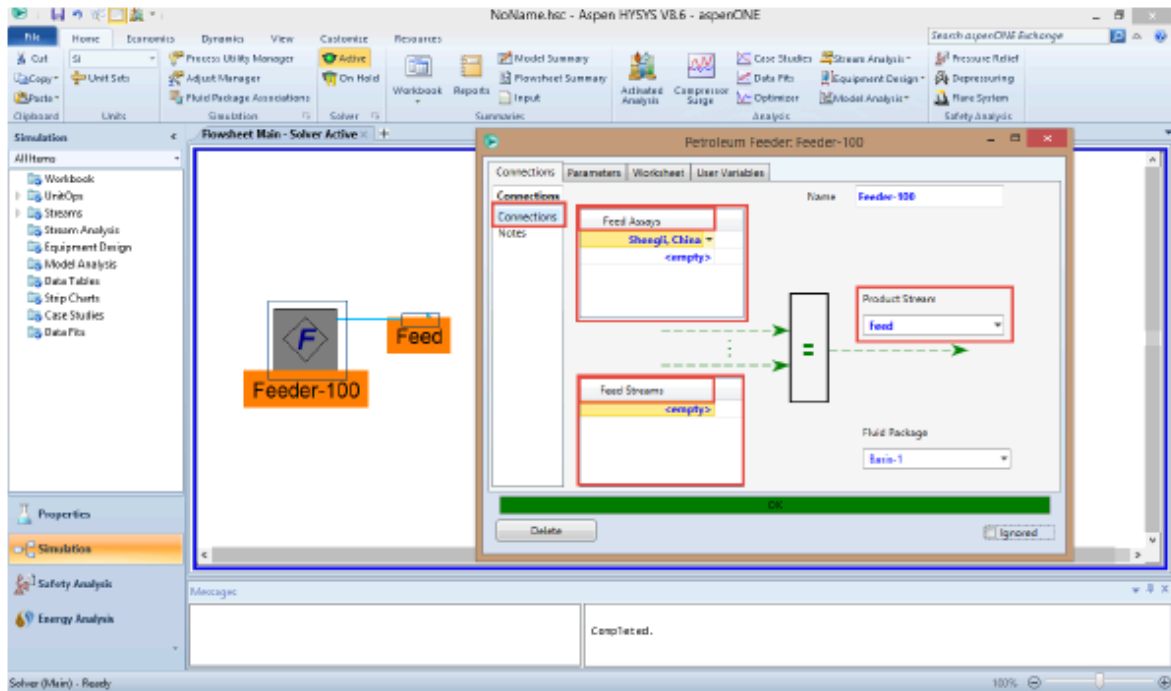 NoName.hsc - Aspen HYSYS V8.6 - aspenONE
File Home Economics Dynamics View Customize Resources Search aspenONE Exchange
Cut SI Process Utility Manager Active Model Summary Case Studies Stream Analysis Pressure Relief
Copy Unit Sets Adjust Manager On Hold Workbook Reports Flowsheet Summary Activated Analysis Compressor Surge Data Fits Equipment Design Depressuring
Paste Fluid Package Associations Input Optimizer Model Analysis Flare System
Clipboard Units Simulation Solver Summaries Analysis Safety Analysis
Simulation <
All Items
Workbook
UnitOps
Streams
Stream Analysis
Equipment Design
Model Analysis
Data Tables
Strip Charts
Case Studies
Data Fits
Properties
Simulation
Safety Analysis
Energy Analysis
Flowsheet Main - Solver Active
F
Feed
Feeder-100
Petroleum Feeder: Feeder-100
Connections Parameters Worksheet User Variables
Connections
Connections
Notes
Name Feeder-100
Feed Assays
Shengli, China
<empty>
Product Stream
Feed
=
Feed Streams
<empty>
Fluid Package
Basis-1
OK
Delete Ignored
Messages
Completed.
Solver (Main) - Ready 100%